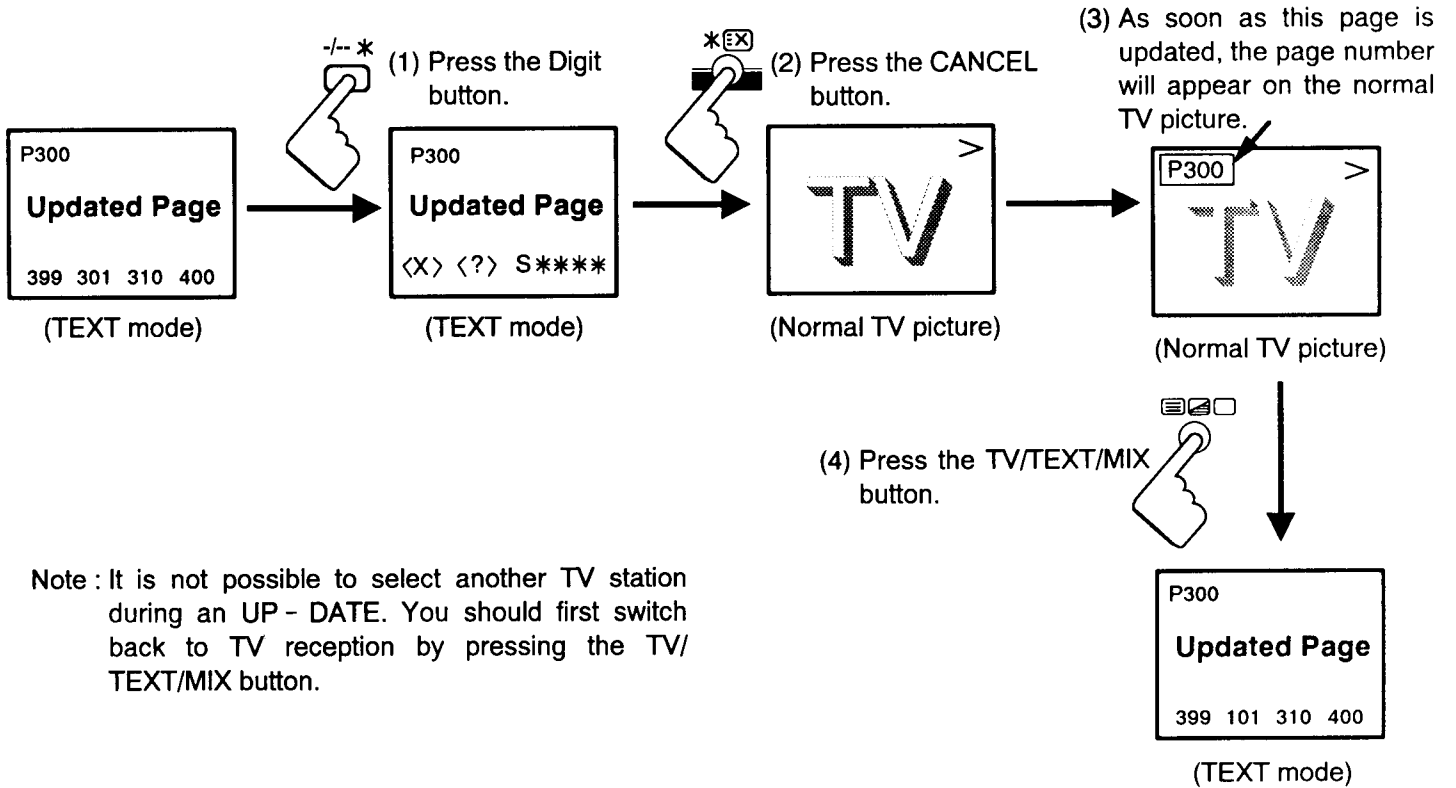 -/-- *
(1) Press the Digit
button.
*
(2) Press the CANCEL
button.
(3) As soon as this page is
updated, the page number
will appear on the normal
TV picture.
P300
Updated Page
399 301 310 400
(TEXT mode)
P300
Updated Page
<X> <?> S****
(TEXT mode)
>
TV
(Normal TV picture)
P300 >
TV
(Normal TV picture)
(4) Press the TV/TEXT/MIX
button.
Note : It is not possible to select another TV station
during an UP – DATE. You should first switch
back to TV reception by pressing the TV/
TEXT/MIX button.
P300
Updated Page
399 101 310 400
(TEXT mode)